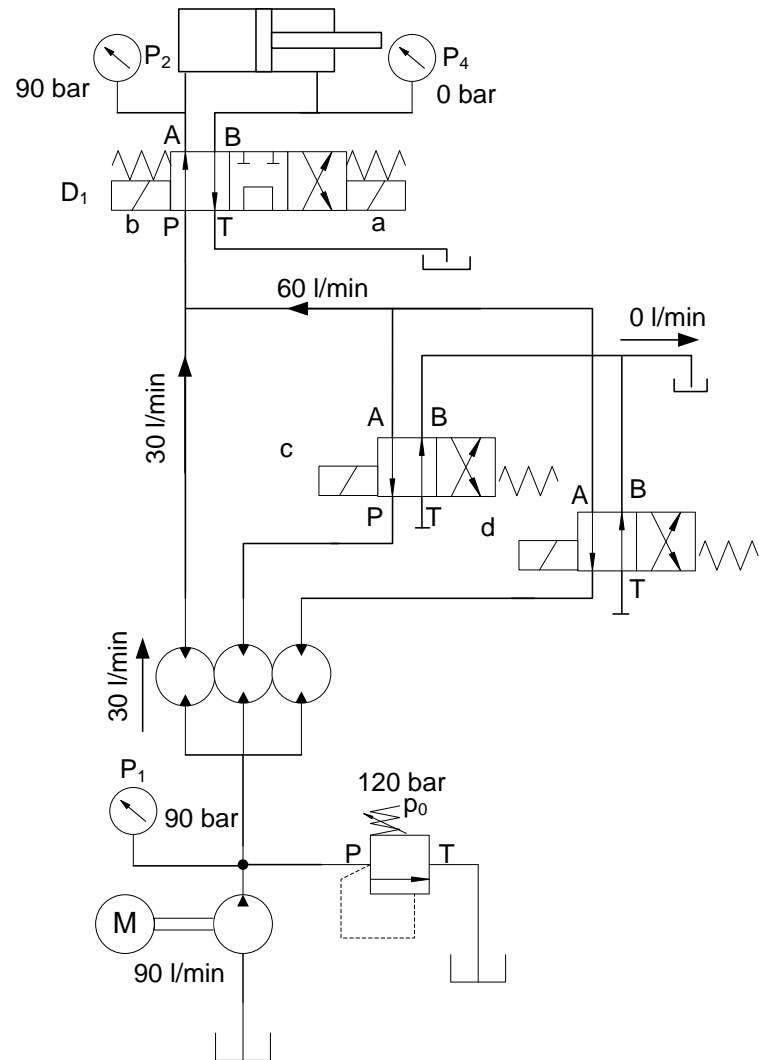 P2
P4
90 bar
0 bar
A
B
D1
b
P
T
a
60 l/min
0 l/min
30 l/min
A
B
c
P
T
d
A
B
T
30 l/min
P1
90 bar
120 bar
p0
P
T
M
90 l/min